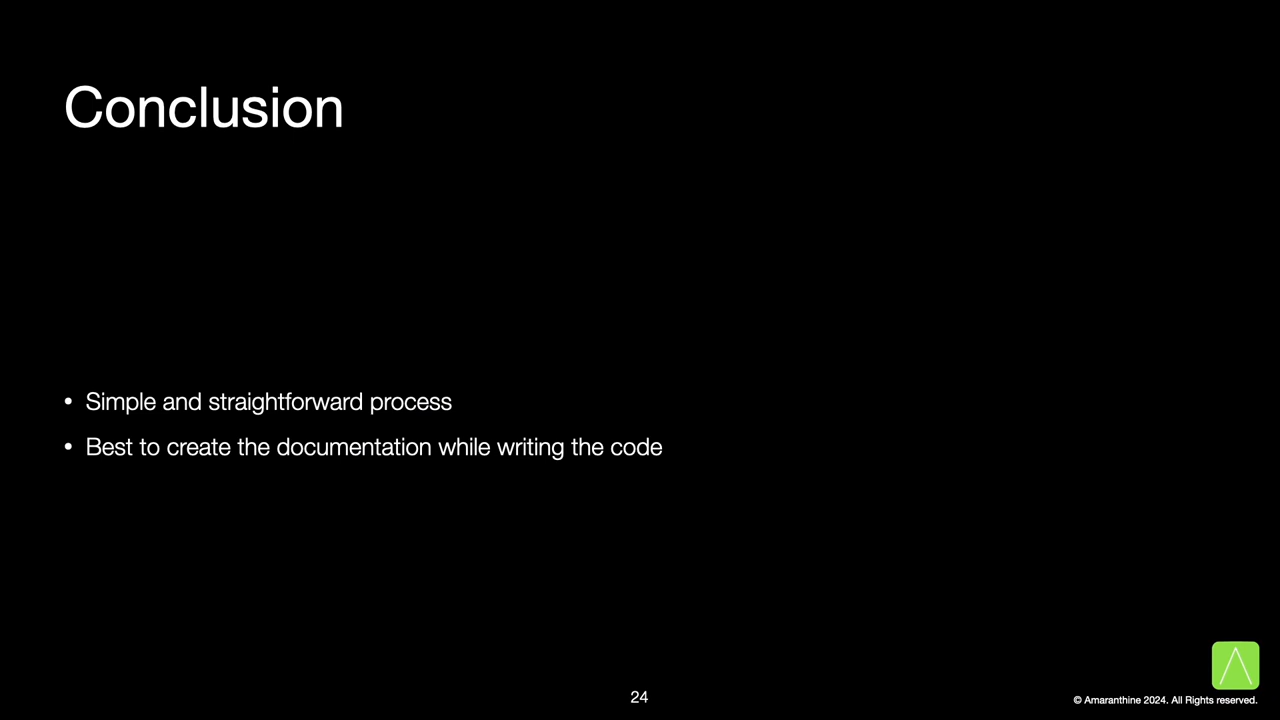 Conclusion
• Simple and straightforward process
• Best to create the documentation while writing the code
24
© Amaranthine 2024. All Rights reserved.